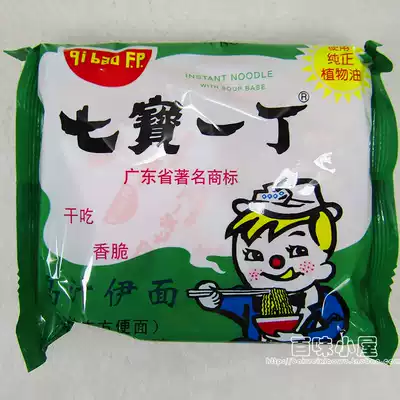 qi bao F.P.
使用
纯正
植物油
INSTANT NOODLE
WITH SOUP BASE
七寶一丁®
广东省著名商标
干吃
香脆
伊面
方便面）
百味小屋